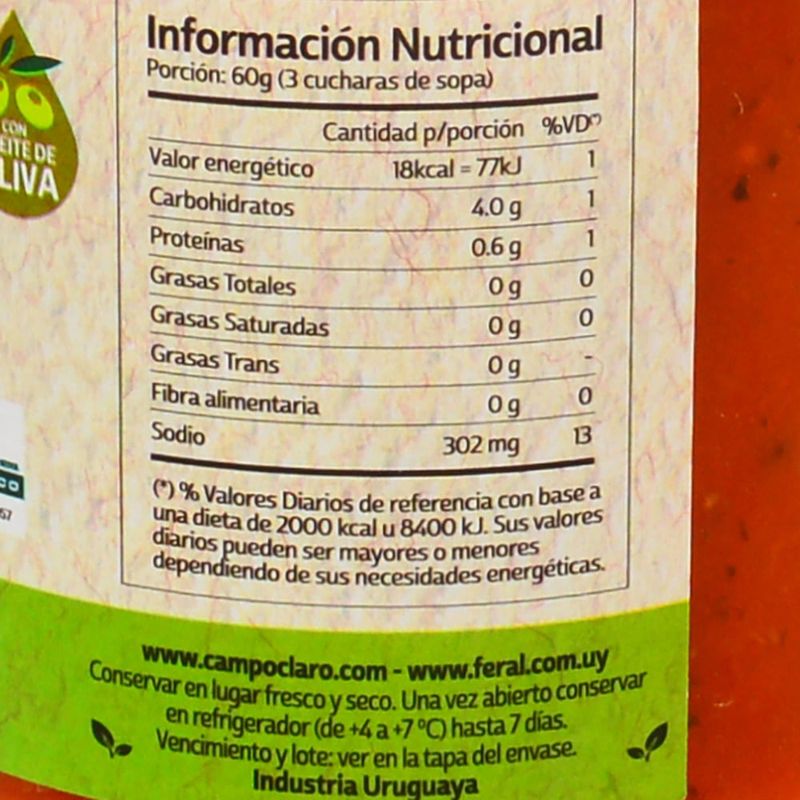 Información Nutricional
Porción: 60g (3 cucharas de sopa)
Cantidad p/porción %VD(*)
Valor energético 18kcal = 77kJ 1
Carbohidratos 4.0 g 1
Proteínas 0.6 g 1
Grasas Totales 0 g 0
Grasas Saturadas 0 g 0
Grasas Trans 0 g -
Fibra alimentaria 0 g 0
Sodio 302 mg 13
(*) % Valores Diarios de referencia con base a
una dieta de 2000 kcal u 8400 kJ. Sus valores
diarios pueden ser mayores o menores
dependiendo de sus necesidades energéticas.
www.campoclaro.com - www.feral.com.uy
Conservar en lugar fresco y seco. Una vez abierto conservar
en refrigerador (de +4 a +7 ºC) hasta 7 días.
Vencimiento y lote: ver en la tapa del envase.
Industria Uruguaya
CON
EITE DE
LIVA
57